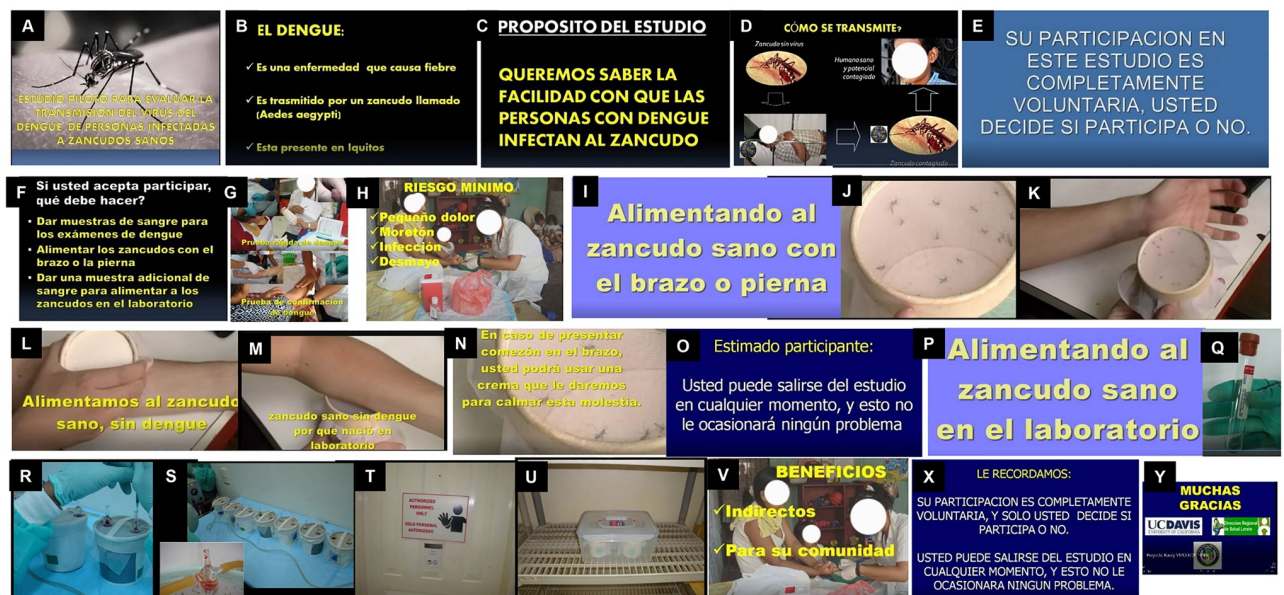 A
ESTUDIO PILOTO PARA EVALUAR LA
TRANSMISION DEL VIRUS DEL
DENGUE DE PERSONAS INFECTADAS
A ZANCUDOS SANOS
B
EL DENGUE:
✓ Es una enfermedad que causa fiebre
✓ Es trasmitido por un zancudo llamado
(Aedes aegypti)
✓ Esta presente en Iquitos
C
PROPOSITO DEL ESTUDIO
QUEREMOS SABER LA
FACILIDAD CON QUE LAS
PERSONAS CON DENGUE
INFECTAN AL ZANCUDO
D
CÓMO SE TRANSMITE?
Zancudo sin virus
Humano sano
y potencial
contagiado
Zancudo contagiado
E
SU PARTICIPACION EN
ESTE ESTUDIO ES
COMPLETAMENTE
VOLUNTARIA, USTED
DECIDE SI PARTICIPA O NO.
F
Si usted acepta participar,
qué debe hacer?
• Dar muestras de sangre para
los exámenes de dengue
• Alimentar los zancudos con el
brazo o la pierna
• Dar una muestra adicional de
sangre para alimentar a los
zancudos en el laboratorio
G
Prueba rápida de dengue
Prueba de confirmación
de dengue
H
RIESGO MINIMO
✓Pequeño dolor
✓Moretón
✓Infección
✓Desmayo
I
Alimentando al
zancudo sano con
el brazo o pierna
J
K
L
Alimentamos al zancudo
sano, sin dengue
M
zancudo sano sin dengue
por que nació en
laboratorio
N
En caso de presentar
comezón en el brazo,
usted podrá usar una
crema que le daremos
para calmar esta molestia.
O
Estimado participante:
Usted puede salirse del estudio
en cualquier momento, y esto no
le ocasionará ningún problema
P
Alimentando al
zancudo sano
en el laboratorio
Q
R
S
T
AUTHORIZED
PERSONNEL
ONLY
SOLO PERSONAL
AUTORIZADO
U
V
BENEFICIOS
✓Indirectos
✓Para su comunidad
X
LE RECORDAMOS:
SU PARTICIPACION ES COMPLETAMENTE
VOLUNTARIA, Y SOLO USTED DECIDE SI
PARTICIPA O NO.
USTED PUEDE SALIRSE DEL ESTUDIO EN
CUALQUIER MOMENTO, Y ESTO NO LE
OCASIONARA NINGUN PROBLEMA.
Y
MUCHAS
GRACIAS
UCDAVIS
UNIVERSITY OF CALIFORNIA
Direccion Regional
de Salud Loreto